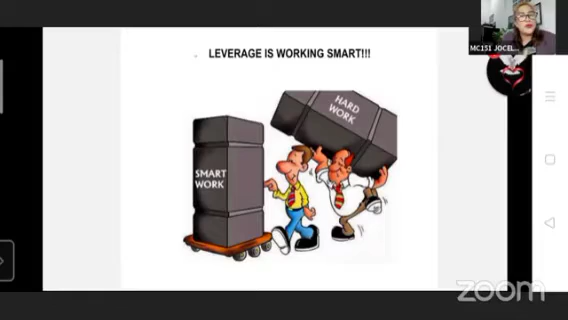 LEVERAGE IS WORKING SMART!!!
MC151 JOCEL...
HARD
WORK
SMART
WORK
zoom